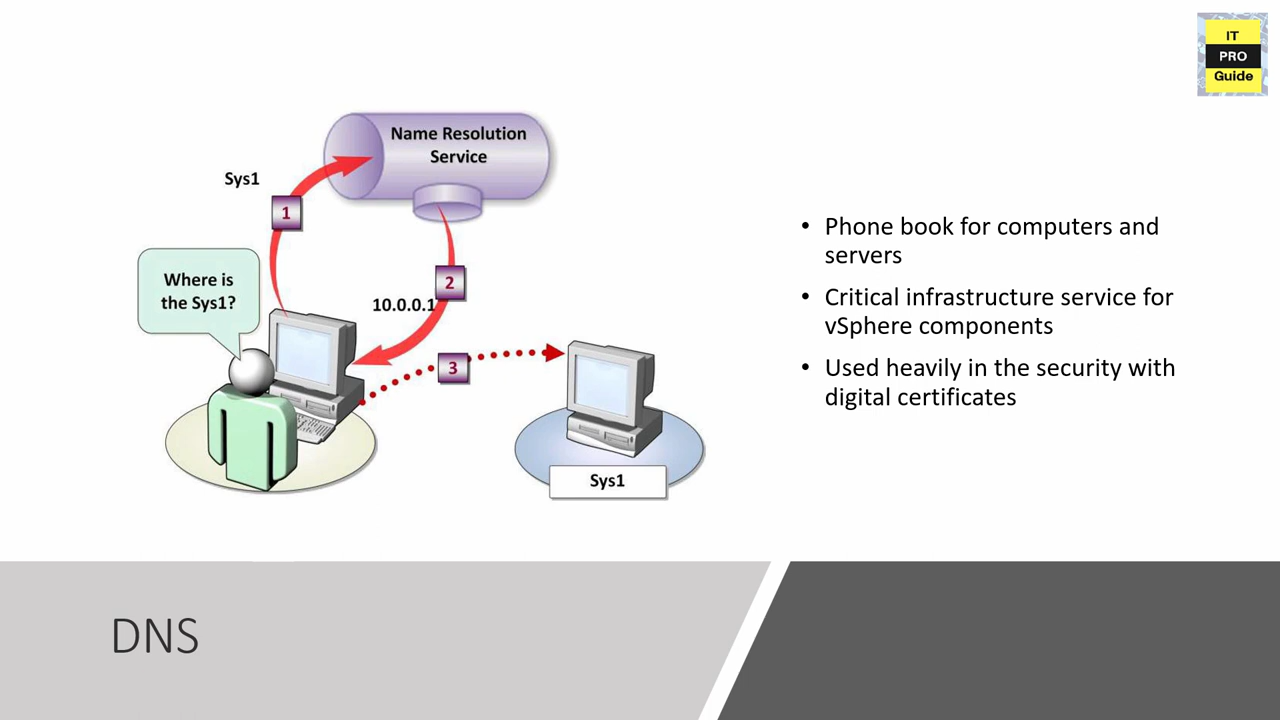 IT
PRO
Guide
Name Resolution
Service
Sys1
1
Where is
the Sys1?
2
10.0.0.1
3
Sys1
• Phone book for computers and
servers
• Critical infrastructure service for
vSphere components
• Used heavily in the security with
digital certificates
DNS